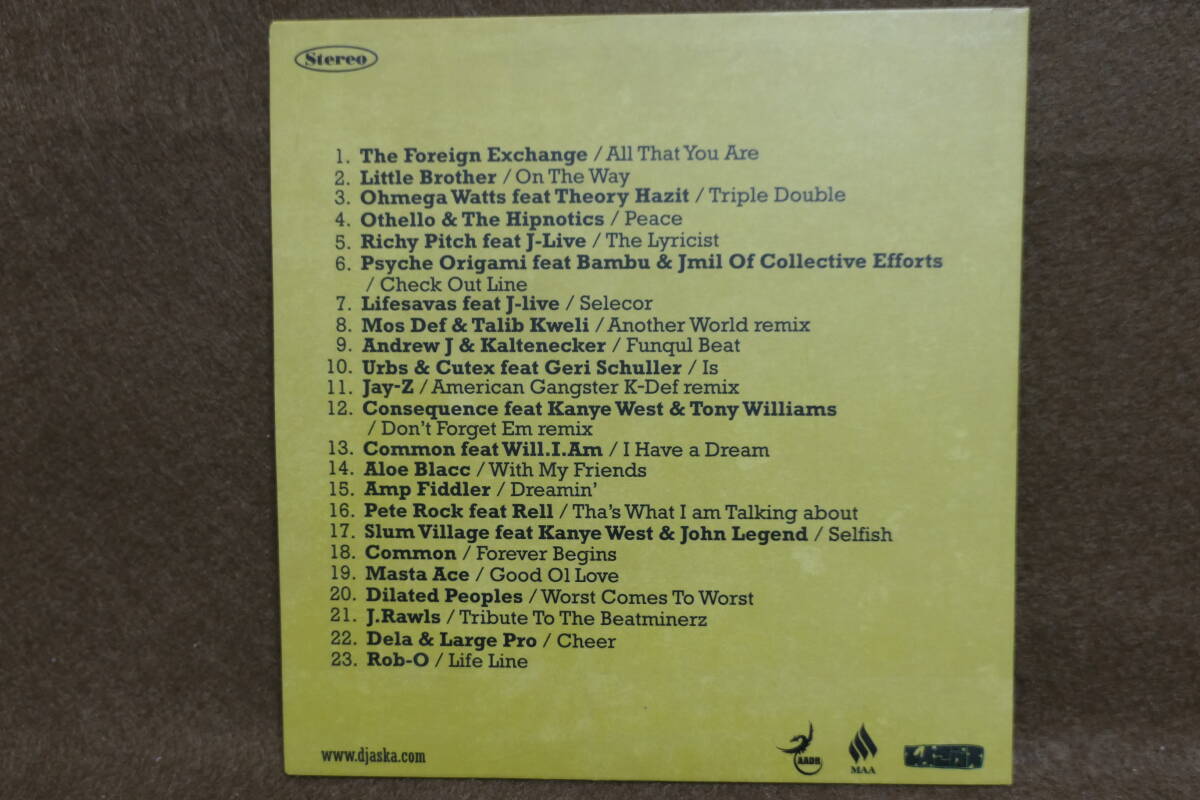 Stereo
1. The Foreign Exchange / All That You Are
2. Little Brother / On The Way
3. Ohmega Watts feat Theory Hazit / Triple Double
4. Othello & The Hipnotics / Peace
5. Richy Pitch feat J-Live / The Lyricist
6. Psyche Origami feat Bambu & Jmil Of Collective Efforts
/ Check Out Line
7. Lifesavas feat J-live / Selecor
8. Mos Def & Talib Kweli / Another World remix
9. Andrew J & Kaltenecker / Funqul Beat
10. Urbs & Cutex feat Geri Schuller / Is
11. Jay-Z / American Gangster K-Def remix
12. Consequence feat Kanye West & Tony Williams
/ Don't Forget Em remix
13. Common feat Will.I.Am / I Have a Dream
14. Aloe Blacc / With My Friends
15. Amp Fiddler / Dreamin'
16. Pete Rock feat Rell / Tha's What I am Talking about
17. Slum Village feat Kanye West & John Legend / Selfish
18. Common / Forever Begins
19. Masta Ace / Good Ol Love
20. Dilated Peoples / Worst Comes To Worst
21. J.Rawls / Tribute To The Beatminerz
22. Dela & Large Pro / Cheer
23. Rob-O / Life Line
www.djaska.com
MAA